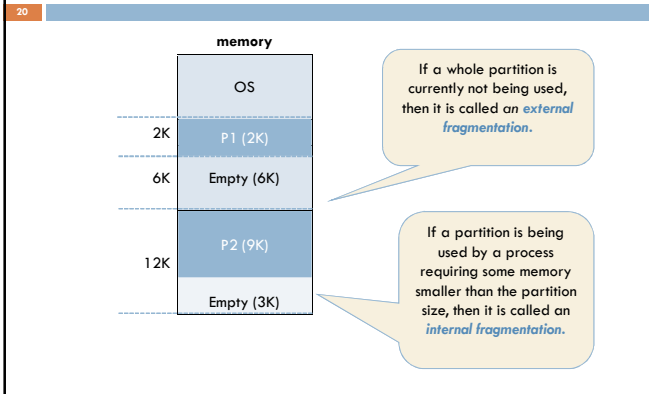 20
memory
OS
2K
P1 (2K)
6K
Empty (6K)
P2 (9K)
12K
Empty (3K)
If a whole partition is
currently not being used,
then it is called an external
fragmentation.
If a partition is being
used by a process
requiring some memory
smaller than the partition
size, then it is called an
internal fragmentation.